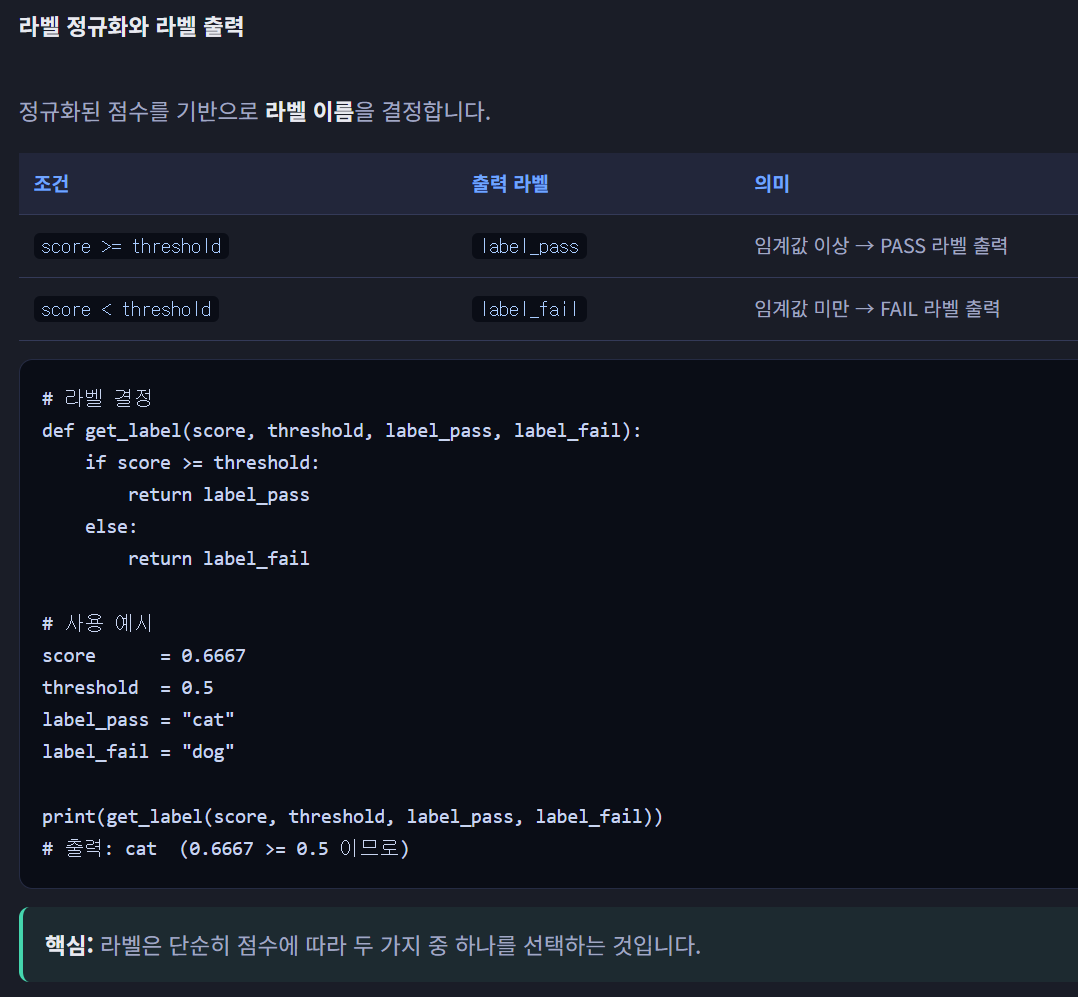 라벨 정규화와 라벨 출력
정규화된 점수를 기반으로 라벨 이름을 결정합니다.
조건 출력 라벨 의미
score >= threshold label_pass 임계값 이상 → PASS 라벨 출력
score < threshold label_fail 임계값 미만 → FAIL 라벨 출력
# 라벨 결정
def get_label(score, threshold, label_pass, label_fail):
    if score >= threshold:
        return label_pass
    else:
        return label_fail
# 사용 예시
score      = 0.6667
threshold  = 0.5
label_pass = "cat"
label_fail = "dog"
print(get_label(score, threshold, label_pass, label_fail))
# 출력: cat  (0.6667 >= 0.5 이므로)
핵심: 라벨은 단순히 점수에 따라 두 가지 중 하나를 선택하는 것입니다.